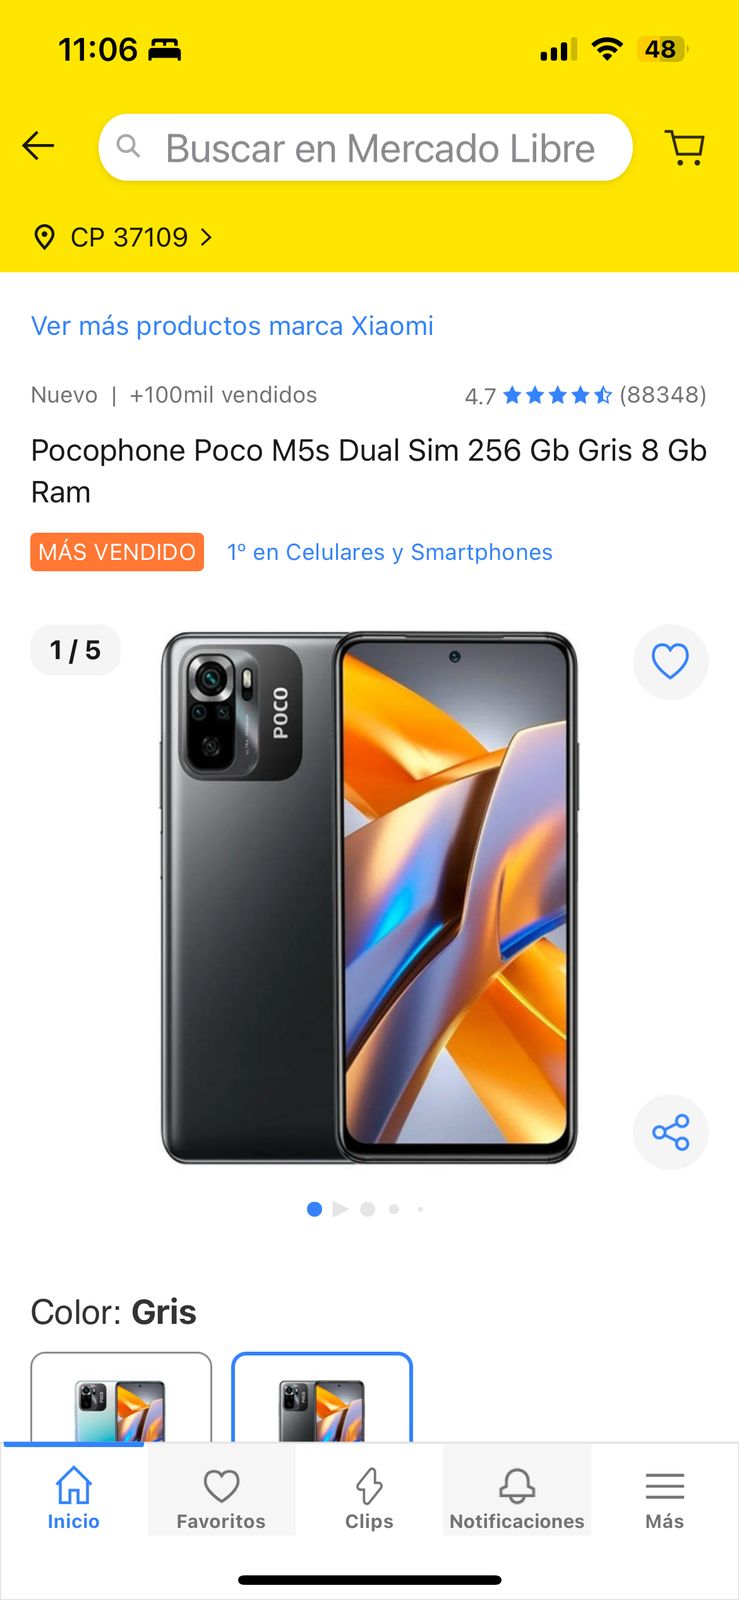 11:06
48
Buscar en Mercado Libre
CP 37109
Ver más productos marca Xiaomi
Nuevo | +100mil vendidos
4.7 (88348)
Pocophone Poco M5s Dual Sim 256 Gb Gris 8 Gb
Ram
MÁS VENDIDO
1º en Celulares y Smartphones
1 / 5
POCO
Color: Gris
Inicio
Favoritos
Clips
Notificaciones
Más